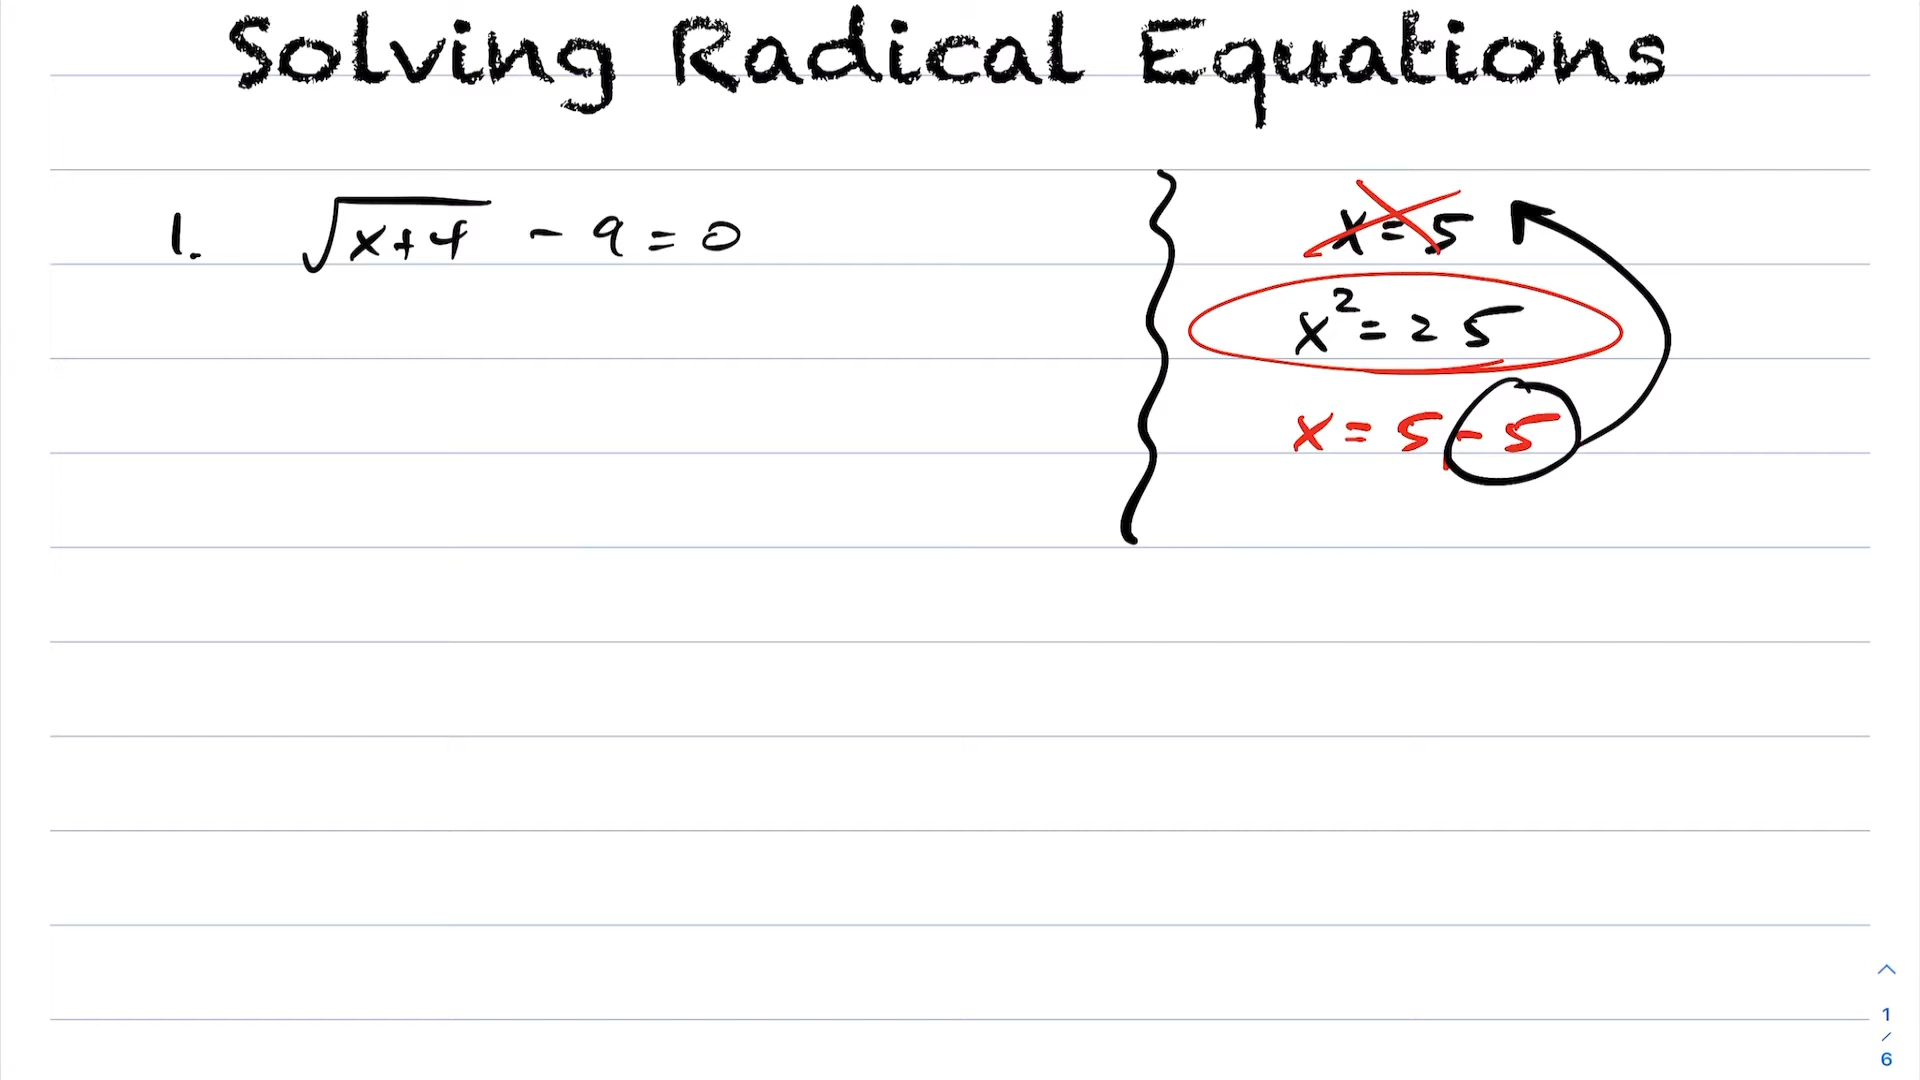 Solving Radical Equations
1. √(x+4) - 9 = 0
x = 5
x² = 25
x = 5, -5
1
/
6